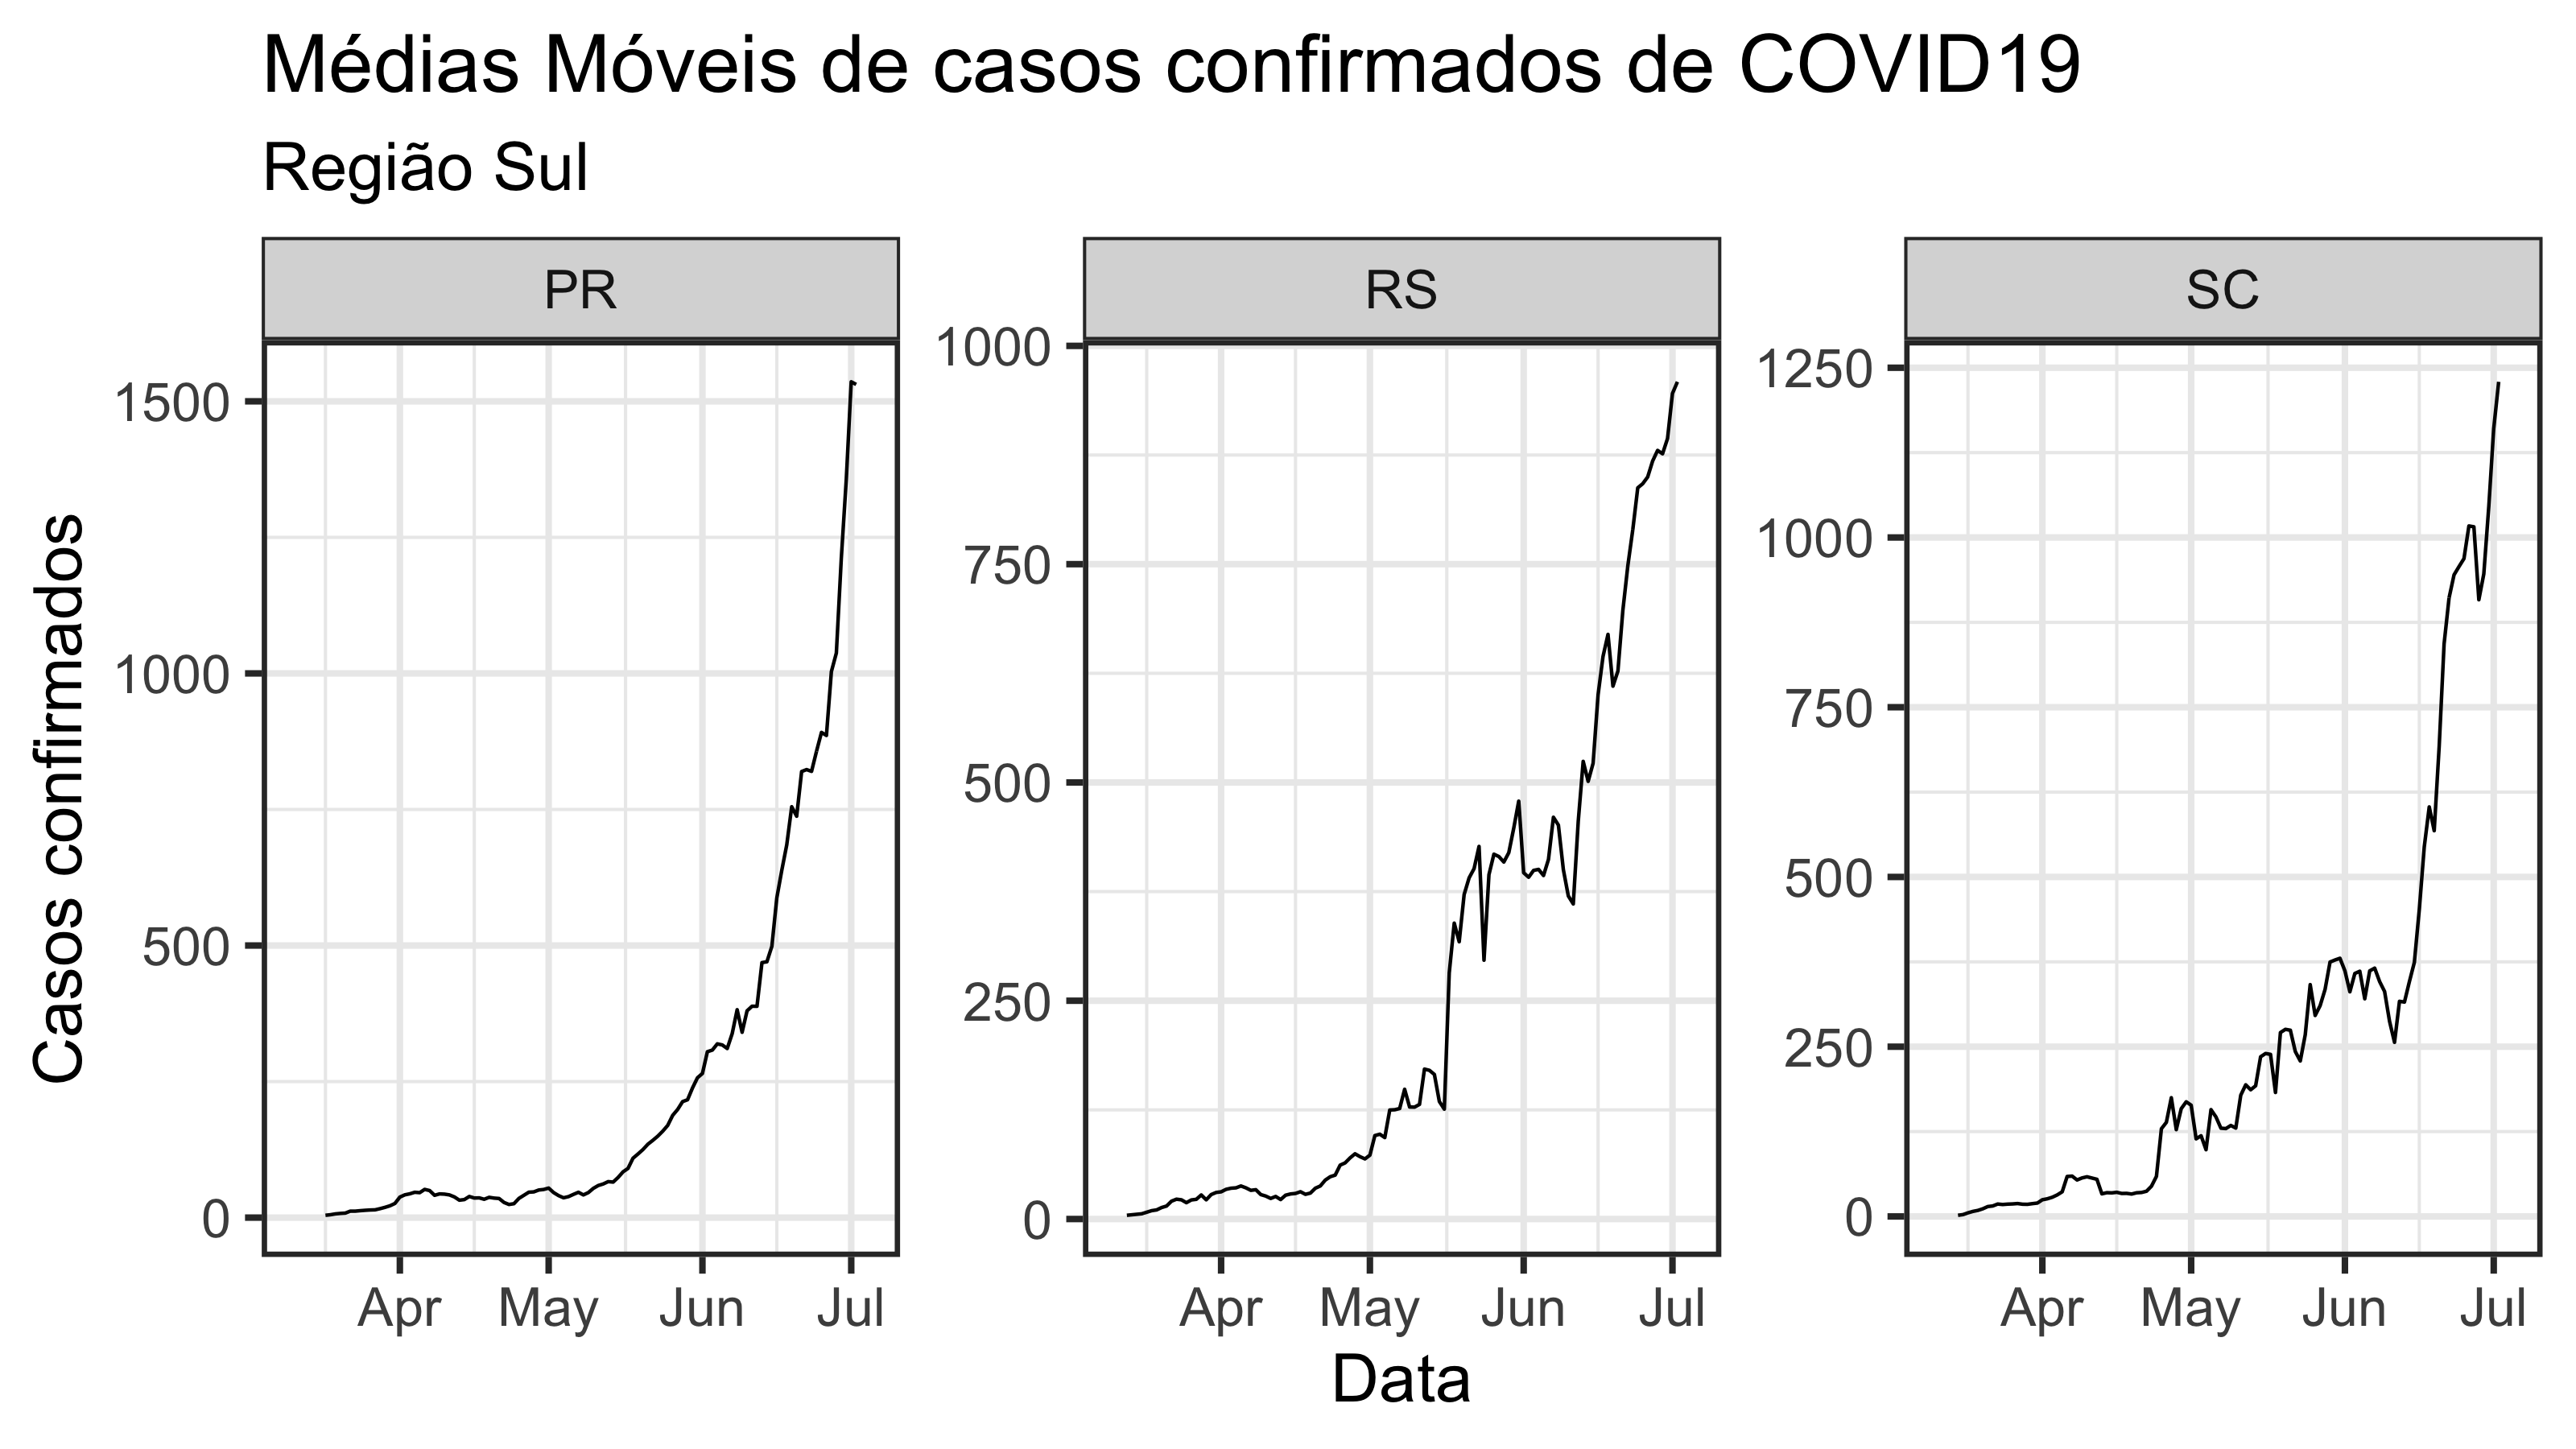 Médias Móveis de casos confirmados de COVID19
Região Sul
PR
RS
SC
Casos confirmados
1500
1000
500
0
1000
750
500
250
0
1250
1000
750
500
250
0
Apr May Jun Jul
Apr May Jun Jul
Apr May Jun Jul
Data